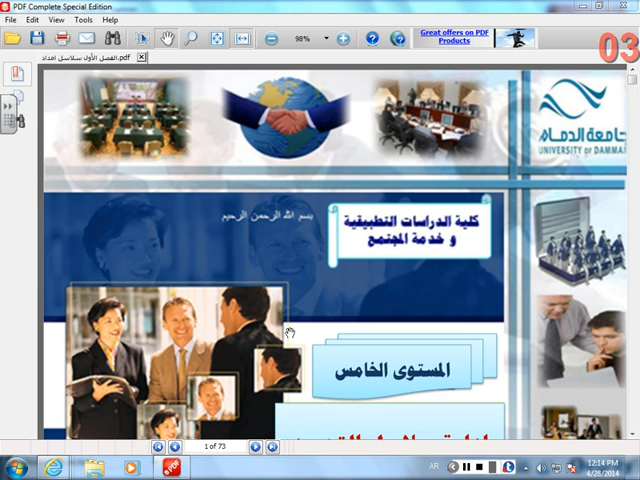 PDF Complete Special Edition
File Edit View Tools Help
98%
Great offers on PDF
Products
03
الفصل الأول سلاسل امداد.pdf
جامعة الدمام
UNIVERSITY OF DAMMAM
بسم الله الرحمن الرحيم
كلية الدراسات التطبيقية
و خدمة المجتمع
المستوى الخامس
1 of 73
AR
12:14 PM
4/28/2014
PDF